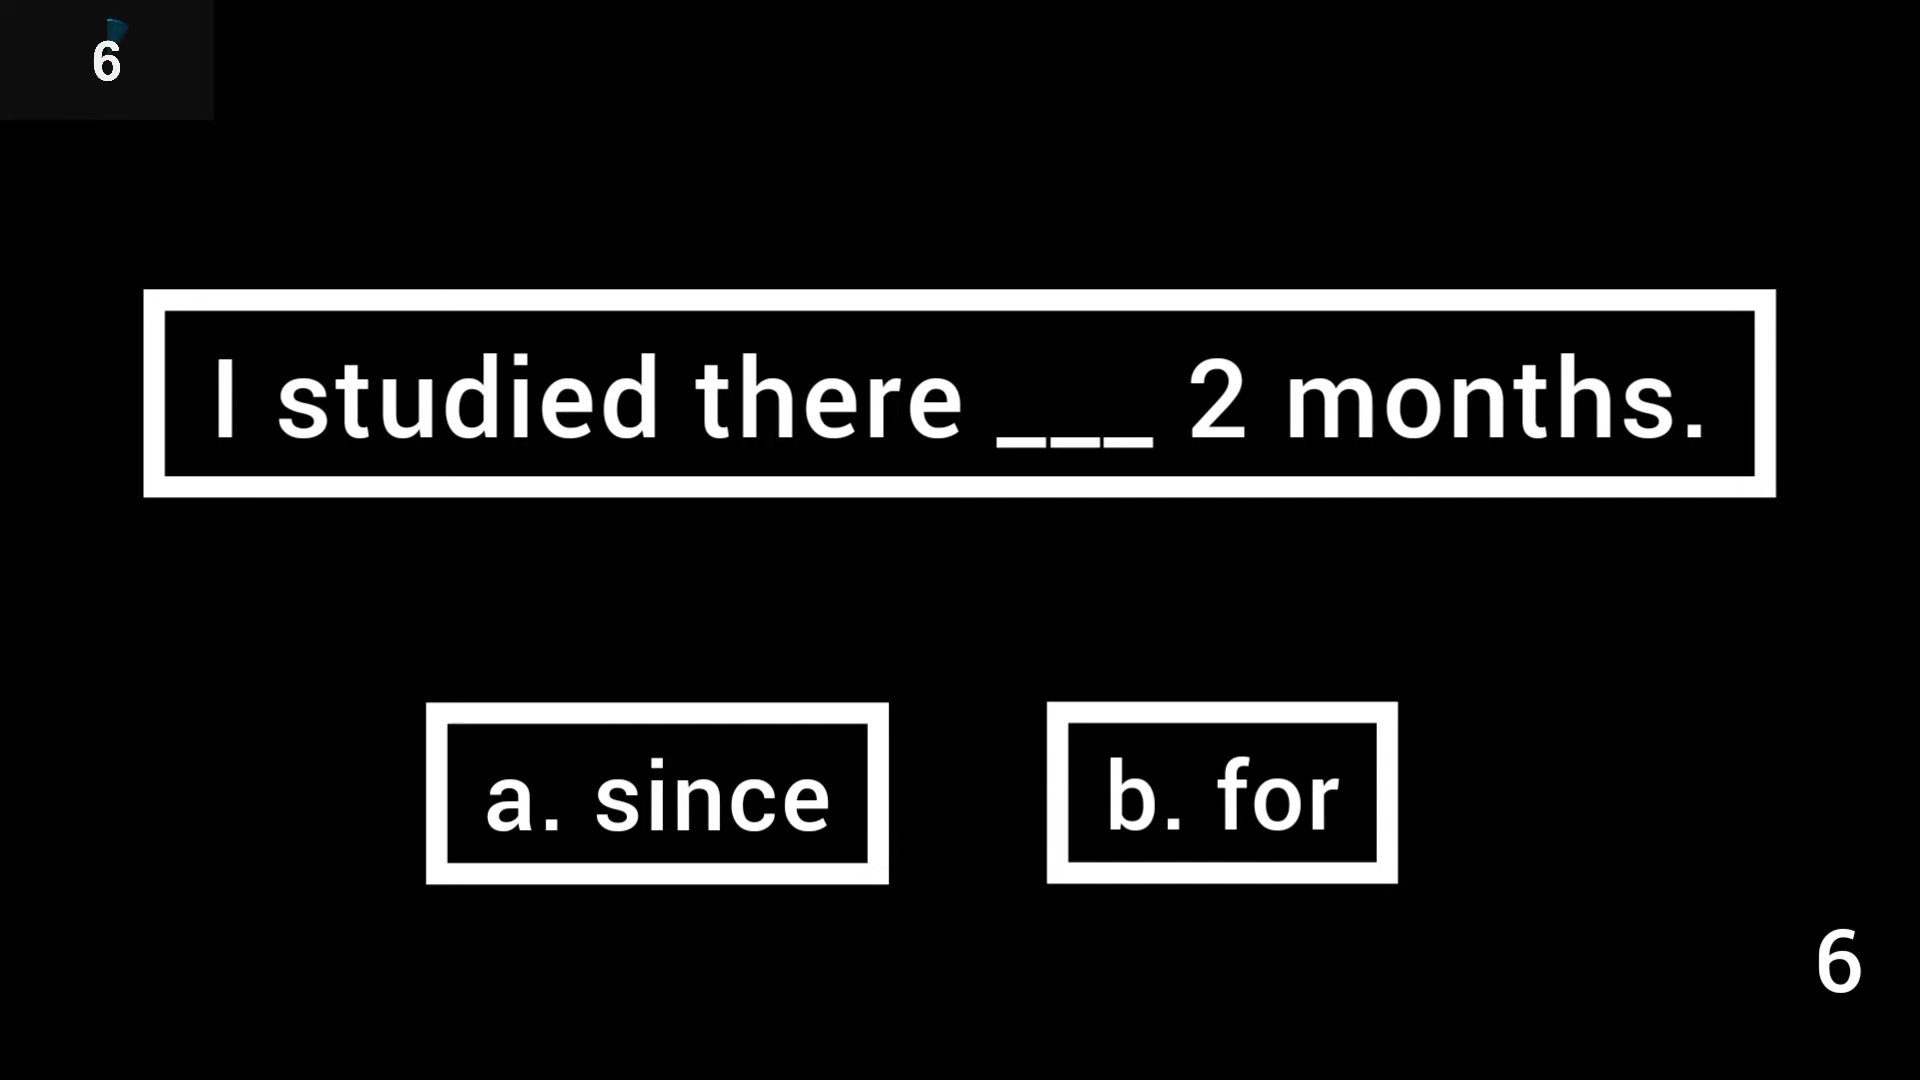 6
I studied there ___ 2 months.
a. since
b. for
6